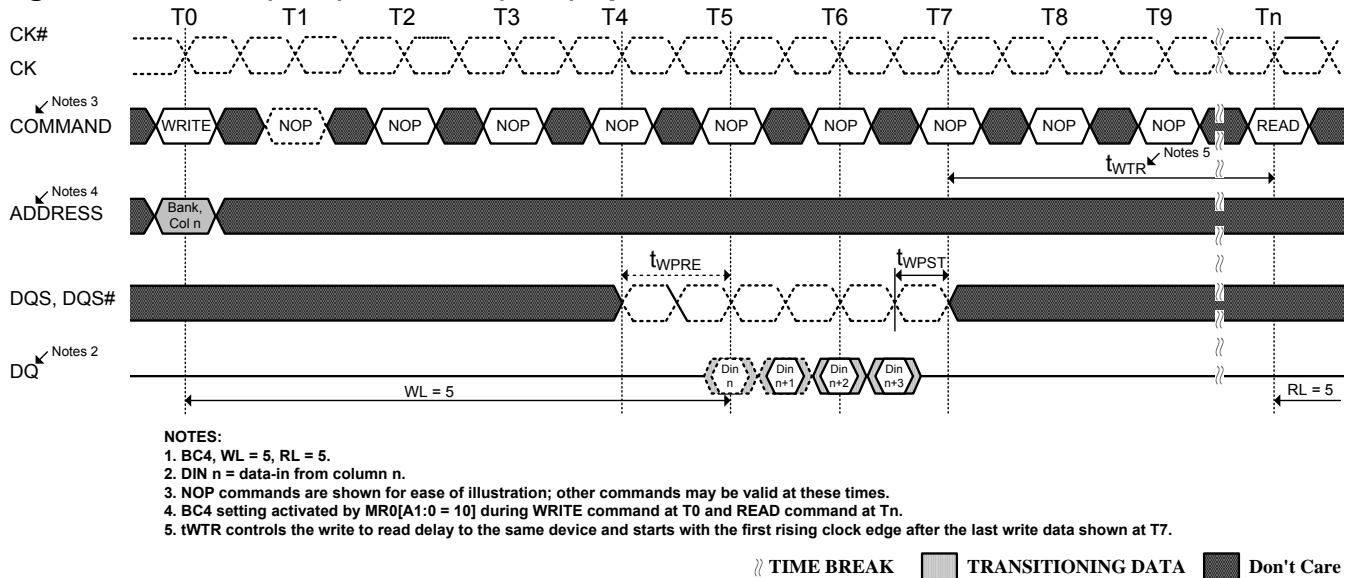 T0 T1 T2 T3 T4 T5 T6 T7 T8 T9 Tn
CK#
CK
Notes 3
COMMAND WRITE NOP NOP NOP NOP NOP NOP NOP NOP NOP READ
tWTR Notes 5
Notes 4
ADDRESS Bank, Col n
tWPRE tWPST
DQS, DQS#
Notes 2
DQ Din n Din n+1 Din n+2 Din n+3
WL = 5 RL = 5
NOTES:
1. BC4, WL = 5, RL = 5.
2. DIN n = data-in from column n.
3. NOP commands are shown for ease of illustration; other commands may be valid at these times.
4. BC4 setting activated by MR0[A1:0 = 10] during WRITE command at T0 and READ command at Tn.
5. tWTR controls the write to read delay to the same device and starts with the first rising clock edge after the last write data shown at T7.
TIME BREAK TRANSITIONING DATA Don't Care